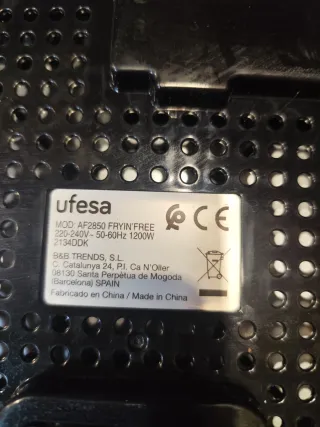 ufesa
MOD: AF2850 FRYIN'FREE
220-240V~ 50-60Hz 1200W
2134DDK
B&B TRENDS, S.L.
C. Catalunya 24, P.I. Ca N'Oller
08130 Santa Perpètua de Mogoda
(Barcelona) SPAIN
Fabricado en China / Made in China
CE